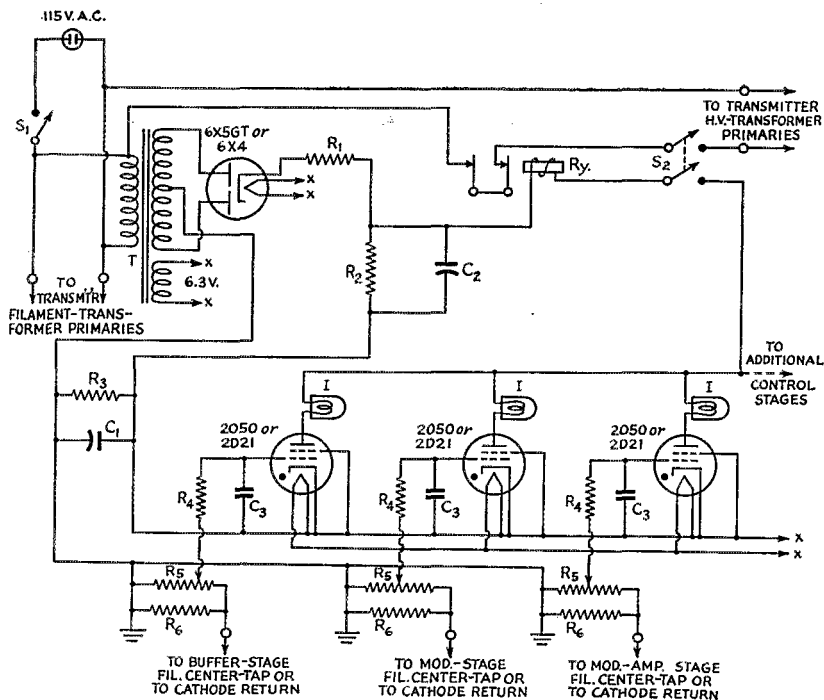 115 V. A.C.
S1
6X5GT or
6X4
R1
TO TRANSMITTER
H.V.-TRANSFORMER
PRIMARIES
Ry.
S2
X
X
T
R2
C2
6.3V.
X
X
TO
TRANSMTR
FILAMENT-TRANS-
FORMER PRIMARIES
R3
C1
I
I
I
TO
ADDITIONAL
CONTROL
STAGES
2050 or
2D21
2050 or
2D21
2050 or
2D21
R4
C3
R4
C3
R4
C3
X
X
R5
R6
R5
R6
R5
R6
TO BUFFER-STAGE
FIL. CENTER-TAP OR
TO CATHODE RETURN
TO MOD.-STAGE
FIL. CENTER-TAP OR
TO CATHODE RETURN
TO MOD.-AMP. STAGE
FIL. CENTER-TAP OR
TO CATHODE RETURN